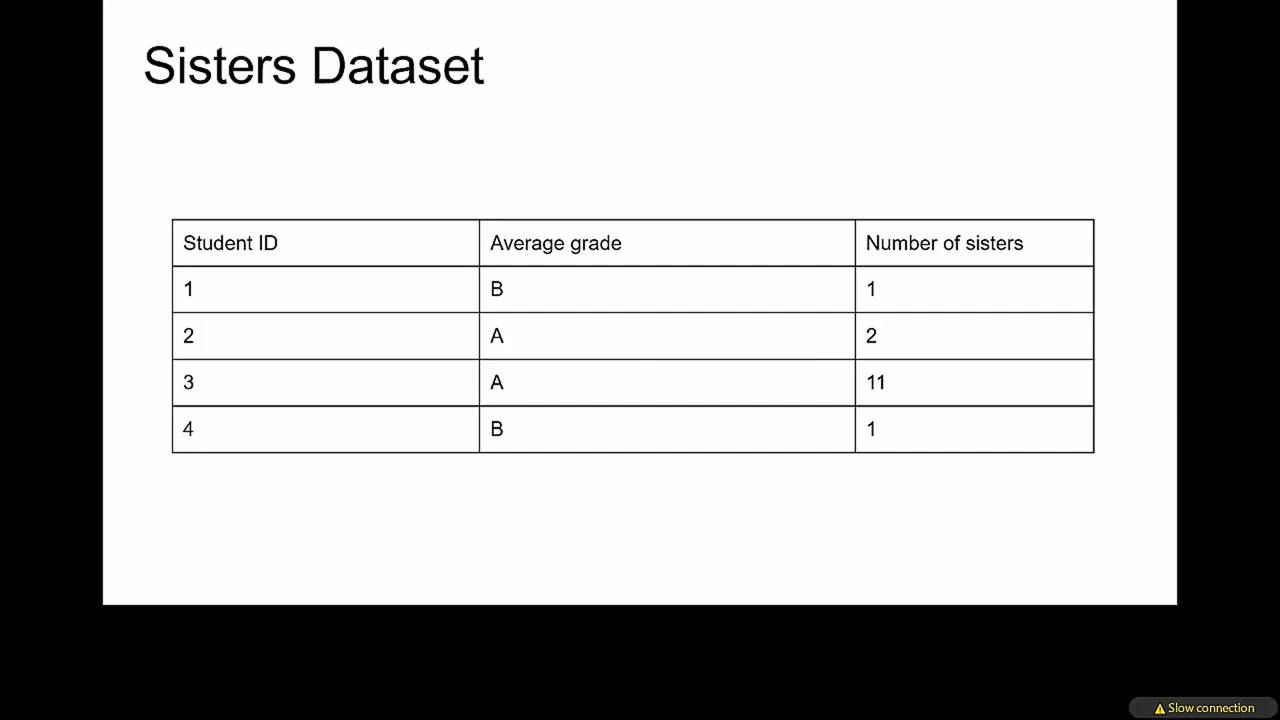 Sisters Dataset
Student ID Average grade Number of sisters
1 B 1
2 A 2
3 A 11
4 B 1
Slow connection